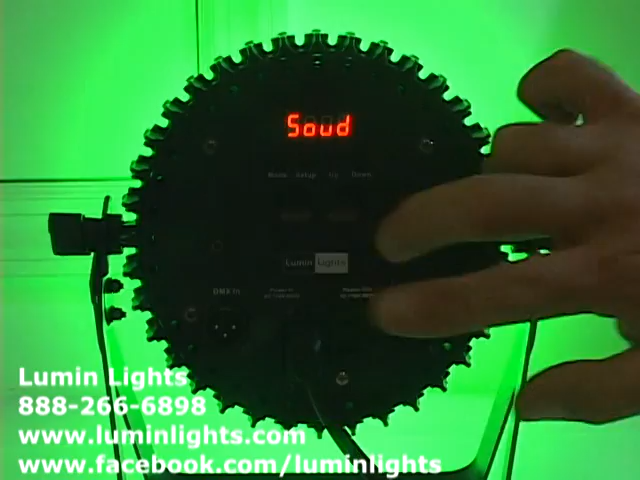 Soud
Mode Setup Up Down
Lumin Lights
DMX In
Lumin Lights
888-266-6898
www.luminlights.com
www.facebook.com/luminlights